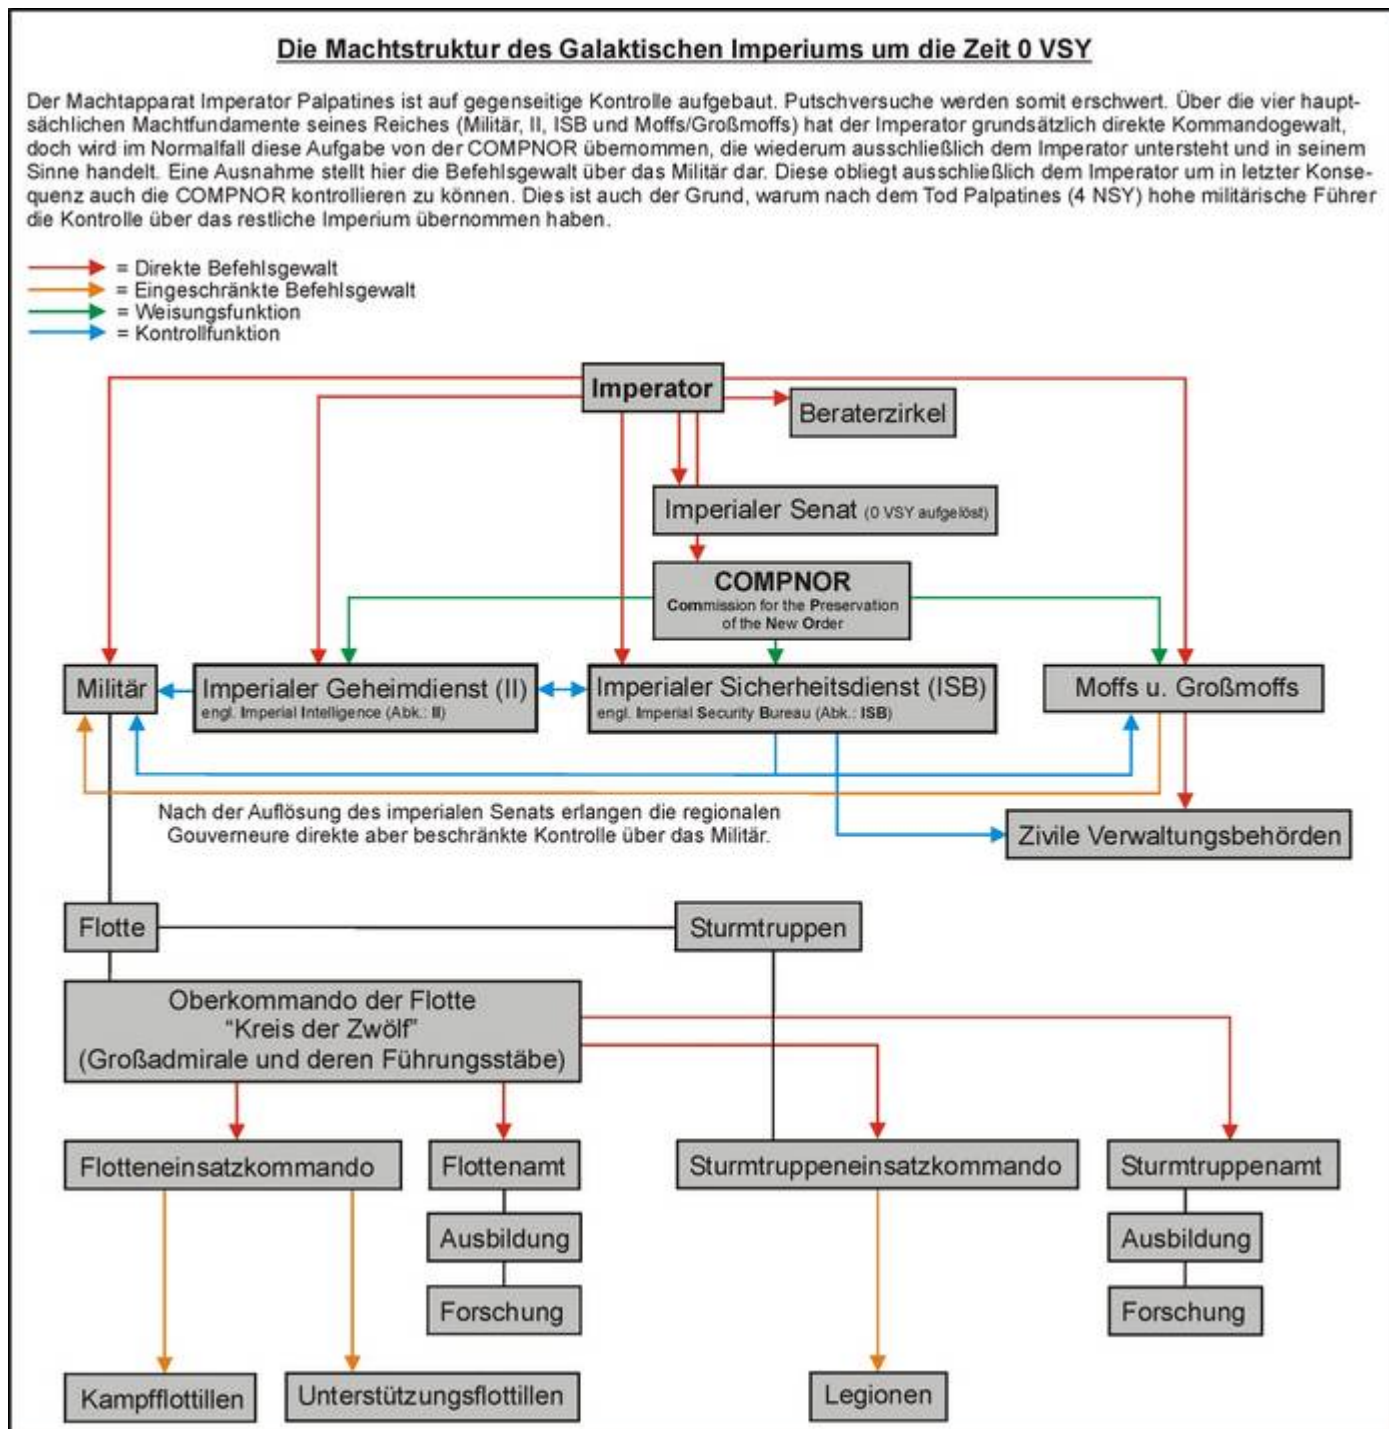 Die Machtstruktur des Galaktischen Imperiums um die Zeit 0 VSY
Der Machtapparat Imperator Palpatines ist auf gegenseitige Kontrolle aufgebaut. Putschversuche werden somit erschwert. Über die vier haupt-
sächlichen Machtfundamente seines Reiches (Militär, II, ISB und Moffs/Großmoffs) hat der Imperator grundsätzlich direkte Kommandogewalt,
doch wird im Normalfall diese Aufgabe von der COMPNOR übernommen, die wiederum ausschließlich dem Imperator untersteht und in seinem
Sinne handelt. Eine Ausnahme stellt hier die Befehlsgewalt über das Militär dar. Diese obliegt ausschließlich dem Imperator um in letzter Konse-
quenz auch die COMPNOR kontrollieren zu können. Dies ist auch der Grund, warum nach dem Tod Palpatines (4 NSY) hohe militärische Führer
die Kontrolle über das restliche Imperium übernommen haben.
= Direkte Befehlsgewalt
= Eingeschränkte Befehlsgewalt
= Weisungsfunktion
= Kontrollfunktion
Imperator
Beraterzirkel
Imperialer Senat (0 VSY aufgelöst)
COMPNOR
Commission for the Preservation
of the New Order
Militär
Imperialer Geheimdienst (II)
engl. Imperial Intelligence (Abk.: II)
Imperialer Sicherheitsdienst (ISB)
engl. Imperial Security Bureau (Abk.: ISB)
Moffs u. Großmoffs
Nach der Auflösung des imperialen Senats erlangen die regionalen
Gouverneure direkte aber beschränkte Kontrolle über das Militär.
Zivile Verwaltungsbehörden
Flotte
Sturmtruppen
Oberkommando der Flotte
"Kreis der Zwölf"
(Großadmirale und deren Führungsstäbe)
Flotteneinsatzkommando
Flottenamt
Sturmtruppeneinsatzkommando
Sturmtruppenamt
Ausbildung
Ausbildung
Forschung
Forschung
Kampfflottillen
Unterstützungsflottillen
Legionen